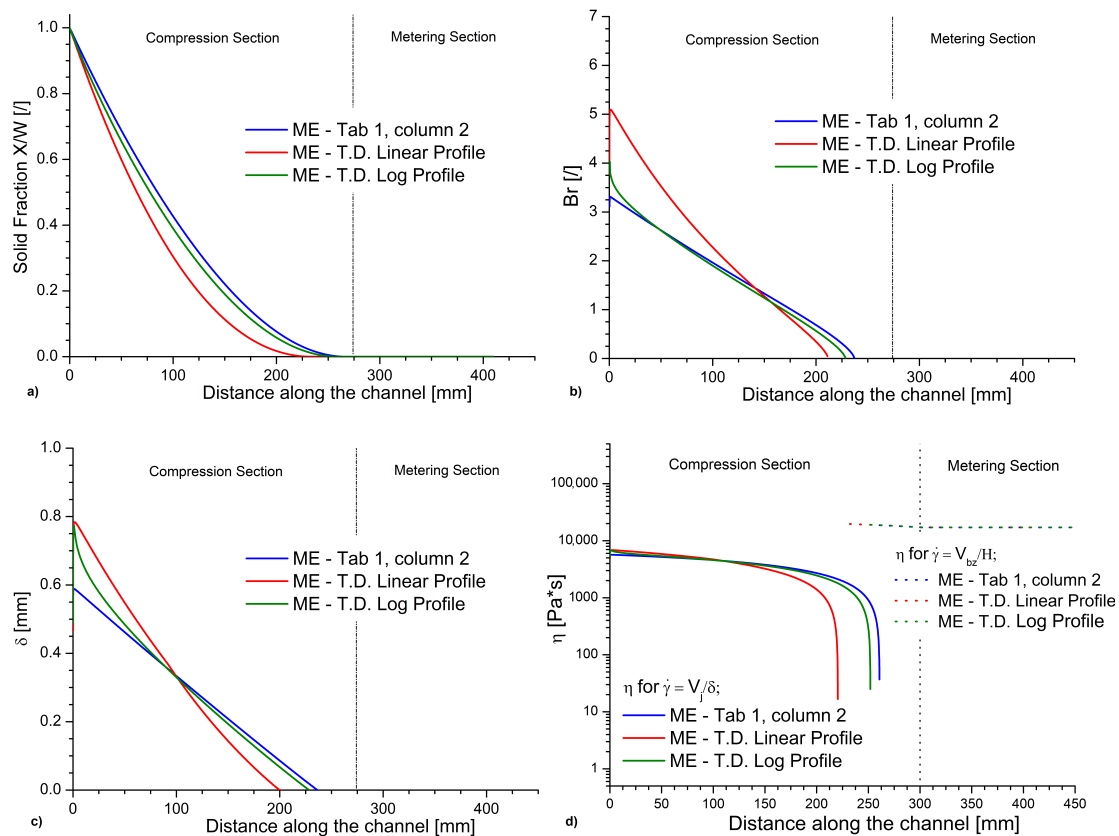 1.0
0.8
0.6
0.4
0.2
0.0
0 50 100 150 200 250 300 350 400 450
Solid Fraction X/W [/]
Distance along the channel [mm]
Compression Section
Metering Section
ME - Tab 1, column 2
ME - T.D. Linear Profile
ME - T.D. Log Profile
a)
7
6
5
4
3
2
1
0
0 100 200 300 400
Br [/]
Distance along the channel [mm]
Compression Section
Metering Section
ME - Tab 1, column 2
ME - T.D. Linear Profile
ME - T.D. Log Profile
b)
1.0
0.8
0.6
0.4
0.2
0.0
0 100 200 300 400
δ [mm]
Distance along the channel [mm]
Compression Section
Metering Section
ME - Tab 1, column 2
ME - T.D. Linear Profile
ME - T.D. Log Profile
c)
100,000
10,000
1000
100
10
1
0 50 100 150 200 250 300 350 400 450
η [Pa*s]
Distance along the channel [mm]
Compression Section
Metering Section
η for γ̇ = V_bz/H;
ME - Tab 1, column 2
ME - T.D. Linear Profile
ME - T.D. Log Profile
η for γ̇ = V_j/δ;
ME - Tab 1, column 2
ME - T.D. Linear Profile
ME - T.D. Log Profile
d)